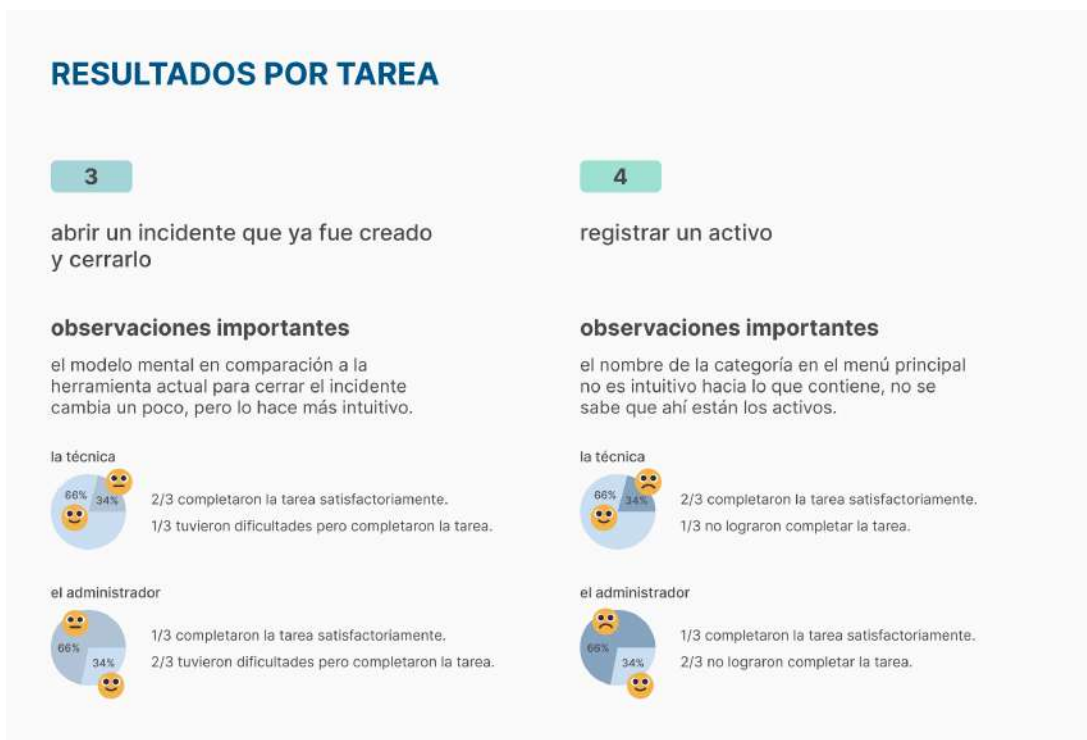 RESULTADOS POR TAREA
3
abrir un incidente que ya fue creado
y cerrarlo
observaciones importantes
el modelo mental en comparación a la
herramienta actual para cerrar el incidente
cambia un poco, pero lo hace más intuitivo.
la técnica
66%
34%
2/3 completaron la tarea satisfactoriamente.
1/3 tuvieron dificultades pero completaron la tarea.
el administrador
66%
34%
1/3 completaron la tarea satisfactoriamente.
2/3 tuvieron dificultades pero completaron la tarea.
4
registrar un activo
observaciones importantes
el nombre de la categoría en el menú principal
no es intuitivo hacia lo que contiene, no se
sabe que ahí están los activos.
la técnica
66%
34%
2/3 completaron la tarea satisfactoriamente.
1/3 no lograron completar la tarea.
el administrador
66%
34%
1/3 completaron la tarea satisfactoriamente.
2/3 no lograron completar la tarea.